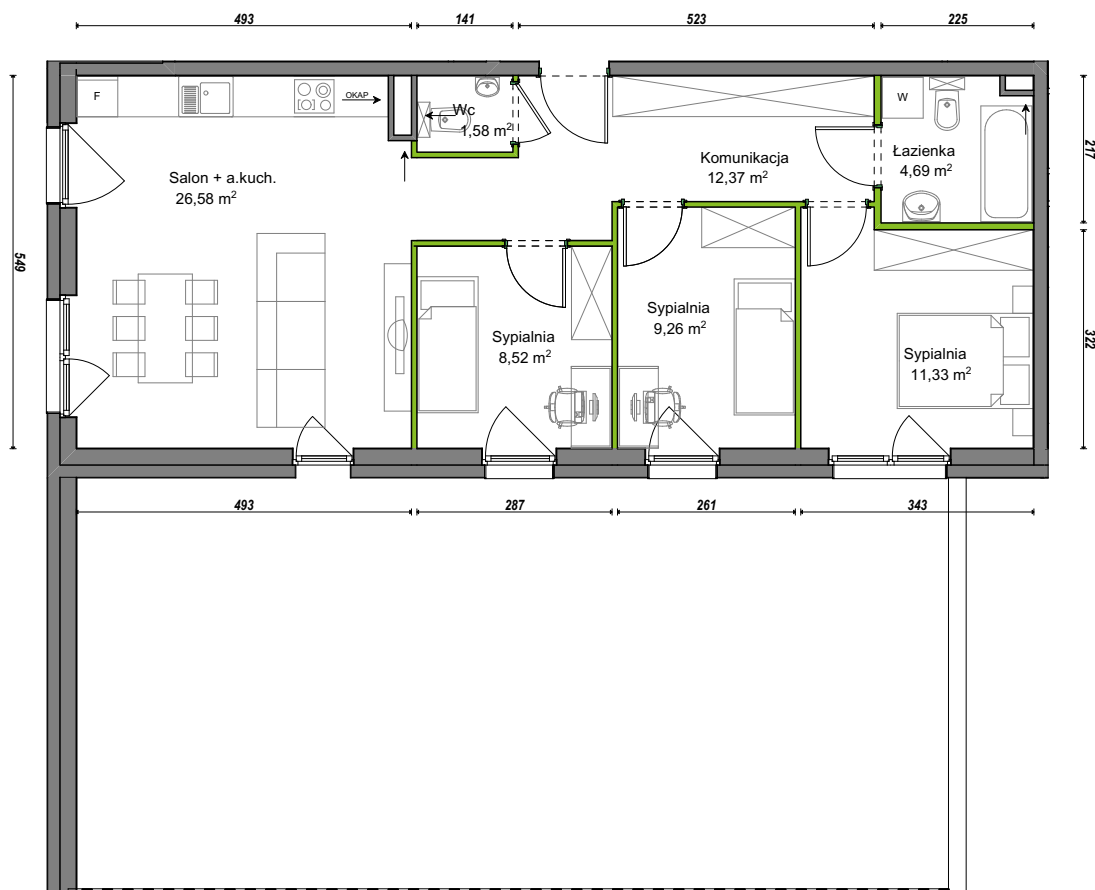 493 141 523 225
F
OKAP
Wc
1,58 m²
W
Łazienka
4,69 m²
217
Komunikacja
12,37 m²
Salon + a.kuch.
26,58 m²
549
Sypialnia
8,52 m²
Sypialnia
9,26 m²
Sypialnia
11,33 m²
322
493 287 261 343